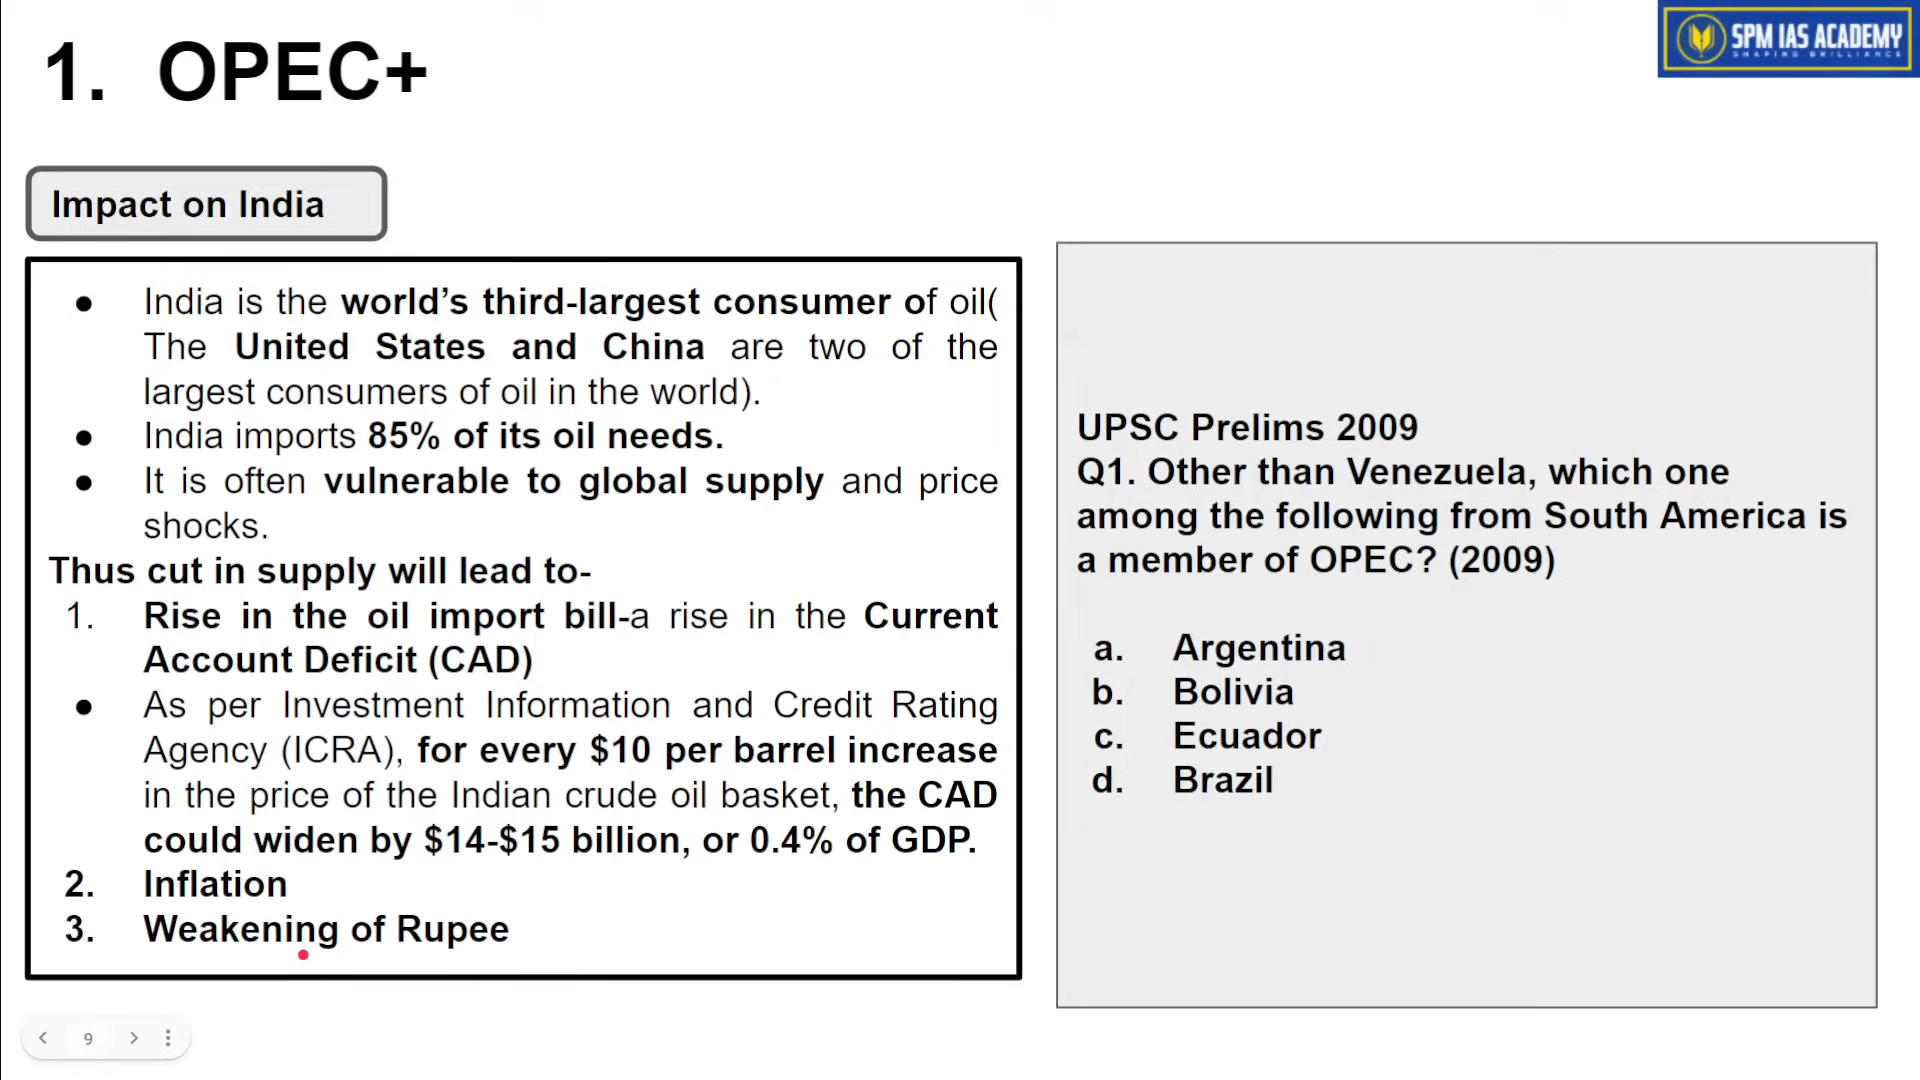 1. OPEC+
SPM IAS ACADEMY
SHAPING BRILLIANCE
Impact on India
● India is the world's third-largest consumer of oil(
The United States and China are two of the
largest consumers of oil in the world).
● India imports 85% of its oil needs.
● It is often vulnerable to global supply and price
shocks.
Thus cut in supply will lead to-
1. Rise in the oil import bill-a rise in the Current
Account Deficit (CAD)
● As per Investment Information and Credit Rating
Agency (ICRA), for every $10 per barrel increase
in the price of the Indian crude oil basket, the CAD
could widen by $14-$15 billion, or 0.4% of GDP.
2. Inflation
3. Weakening of Rupee
UPSC Prelims 2009
Q1. Other than Venezuela, which one
among the following from South America is
a member of OPEC? (2009)
a. Argentina
b. Bolivia
c. Ecuador
d. Brazil
9